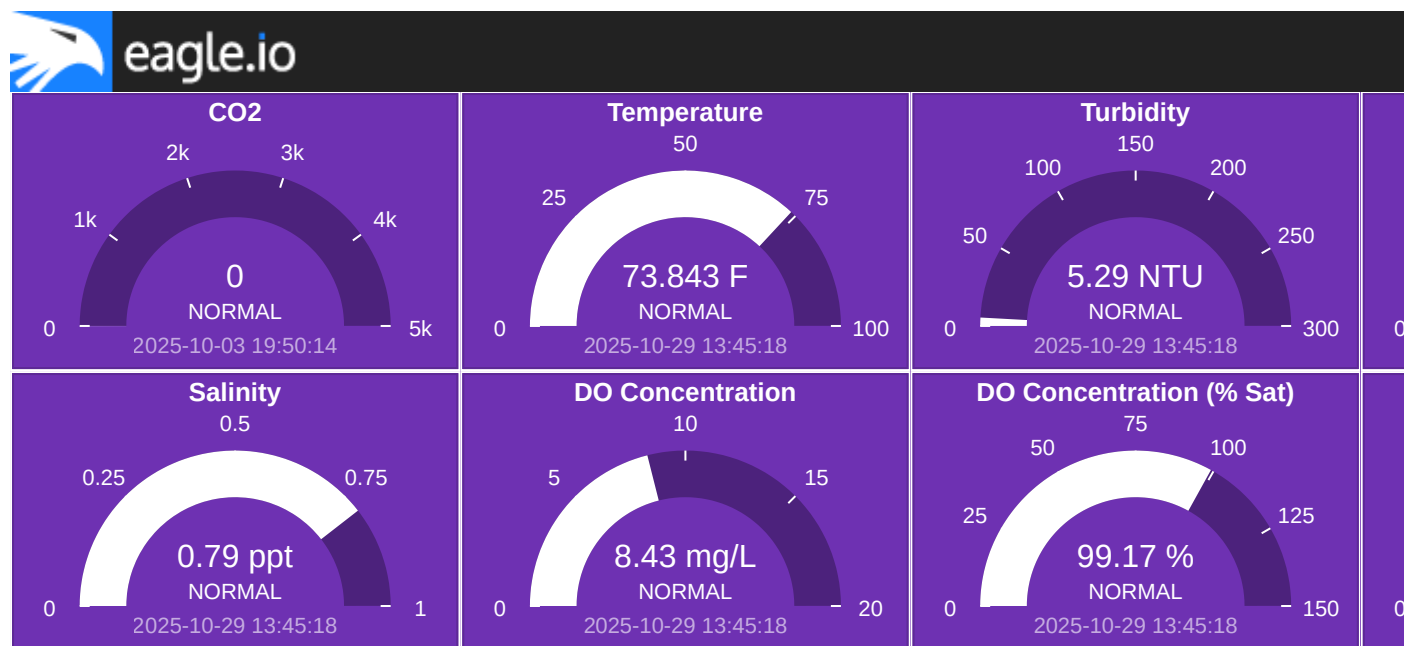 eagle.io
CO2
2k
3k
1k
4k
0
NORMAL
0
5k
2025-10-03 19:50:14
Temperature
50
25
75
73.843 F
NORMAL
0
100
2025-10-29 13:45:18
Turbidity
150
100
200
50
250
5.29 NTU
NORMAL
0
300
2025-10-29 13:45:18
0
Salinity
0.5
0.25
0.75
0.79 ppt
NORMAL
0
1
2025-10-29 13:45:18
DO Concentration
10
5
15
8.43 mg/L
NORMAL
0
20
2025-10-29 13:45:18
DO Concentration (% Sat)
75
50
100
25
125
99.17 %
NORMAL
0
150
2025-10-29 13:45:18
0